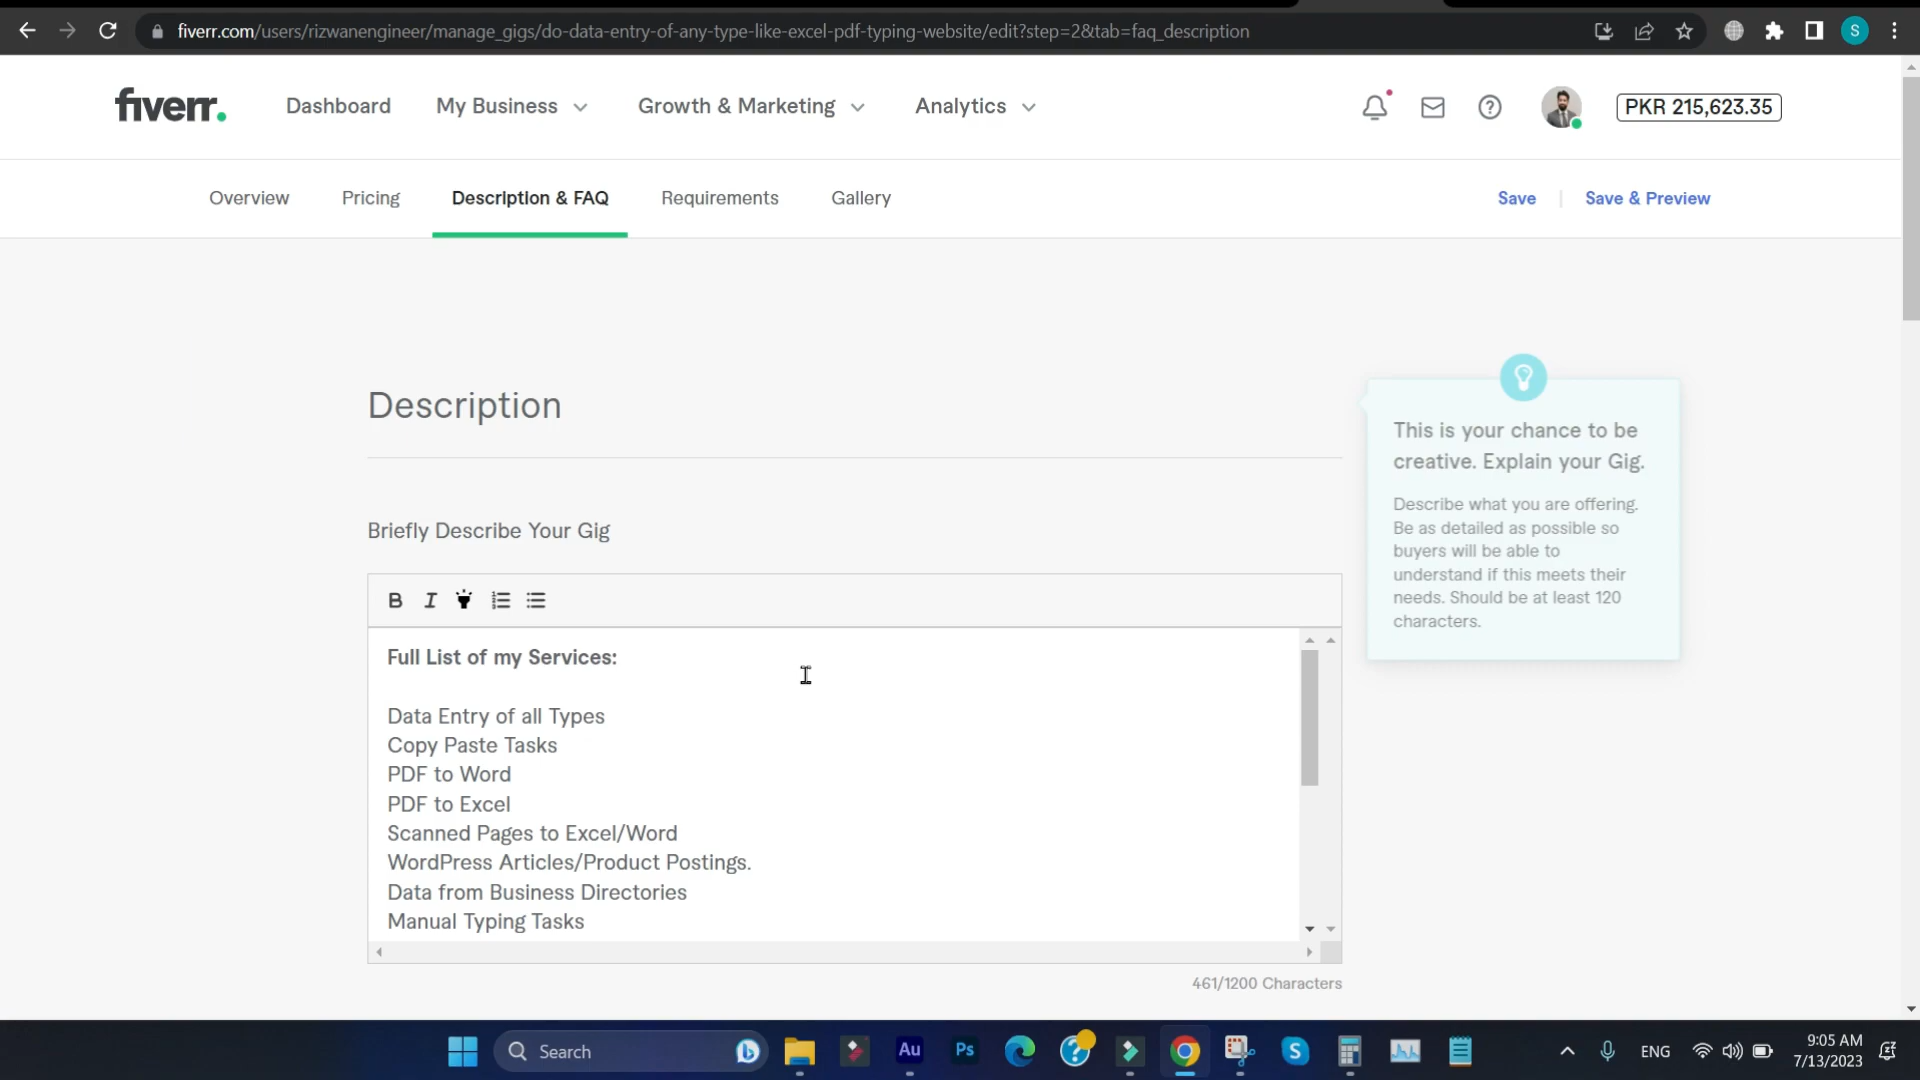 fiverr.com/users/rizwanengineer/manage_gigs/do-data-entry-of-any-type-like-excel-pdf-typing-website/edit?step=2&tab=faq_description
S
fiverr.
Dashboard
My Business
Growth & Marketing
Analytics
PKR 215,623.35
Overview
Pricing
Description & FAQ
Requirements
Gallery
Save
Save & Preview
Description
This is your chance to be
creative. Explain your Gig.
Describe what you are offering.
Be as detailed as possible so
buyers will be able to
understand if this meets their
needs. Should be at least 120
characters.
Briefly Describe Your Gig
B I
Full List of my Services:
Data Entry of all Types
Copy Paste Tasks
PDF to Word
PDF to Excel
Scanned Pages to Excel/Word
WordPress Articles/Product Postings.
Data from Business Directories
Manual Typing Tasks
461/1200 Characters
Search
Au
Ps
ENG
9:05 AM
7/13/2023